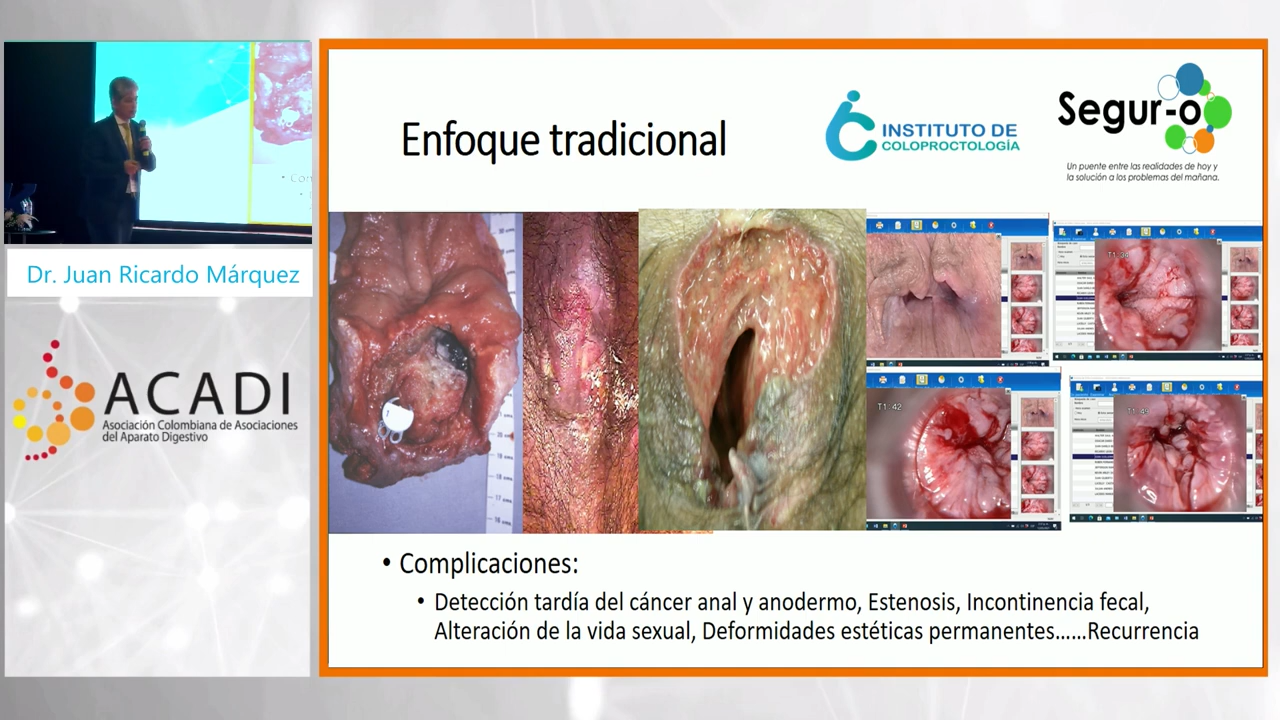 Enfoque tradicional
INSTITUTO DE
COLOPROCTOLOGÍA
Segur-o
Un puente entre las realidades de hoy y
la solución a los problemas del mañana.
Dr. Juan Ricardo Márquez
ACADI
Asociación Colombiana de Asociaciones
del Aparato Digestivo
T1:42
• Complicaciones:
• Detección tardía del cáncer anal y anodermo, Estenosis, Incontinencia fecal,
Alteración de la vida sexual, Deformidades estéticas permanentes……Recurrencia